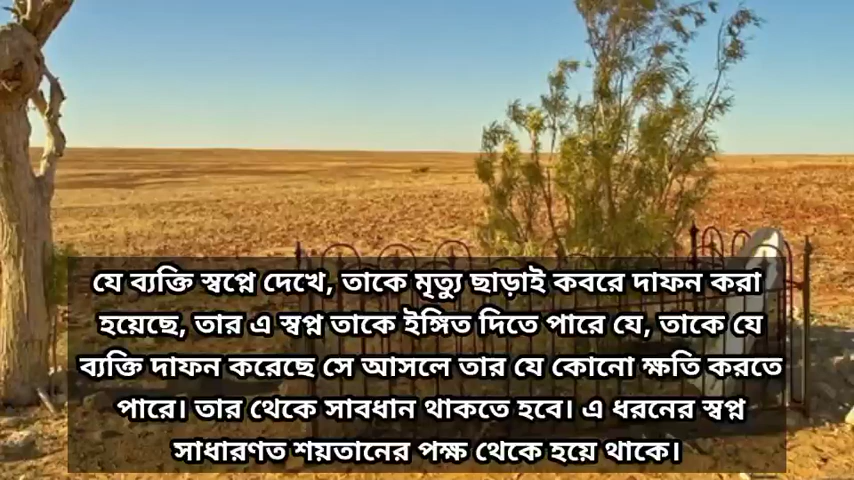 যে ব্যক্তি স্বপ্নে দেখে, তাকে মৃত্যু ছাড়াই কবরে দাফন করা
হয়েছে, তার এ স্বপ্ন তাকে ইঙ্গিত দিতে পারে যে, তাকে যে
ব্যক্তি দাফন করেছে সে আসলে তার যে কোনো ক্ষতি করতে
পারে। তার থেকে সাবধান থাকতে হবে। এ ধরনের স্বপ্ন
সাধারণত শয়তানের পক্ষ থেকে হয়ে থাকে।